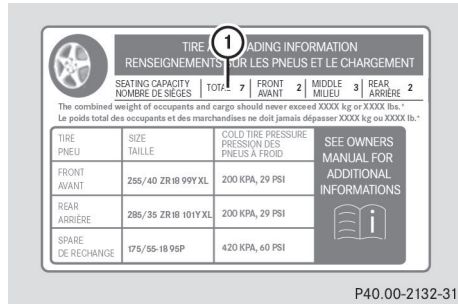 1
TIRE AND LOADING INFORMATION
RENSEIGNEMENTS SUR LES PNEUS ET LE CHARGEMENT
SEATING CAPACITY
NOMBRE DE SIÈGES
TOTAL 7
FRONT
AVANT 2
MIDDLE
MILIEU 3
REAR
ARRIÈRE 2
The combined weight of occupants and cargo should never exceed XXXX kg or XXXX lbs.*
Le poids total des occupants et des marchandises ne doit jamais dépasser XXXX kg ou XXXX lb.*
TIRE
PNEU
SIZE
TAILLE
COLD TIRE PRESSURE
PRESSION DES
PNEUS À FROID
SEE OWNERS
MANUAL FOR
ADDITIONAL
INFORMATIONS
i
FRONT
AVANT
255/40 ZR18 99Y XL
200 KPA, 29 PSI
REAR
ARRIÈRE
285/35 ZR18 101Y XL
200 KPA, 29 PSI
SPARE
DE RECHANGE
175/55-18 95P
420 KPA, 60 PSI
P40.00-2132-31